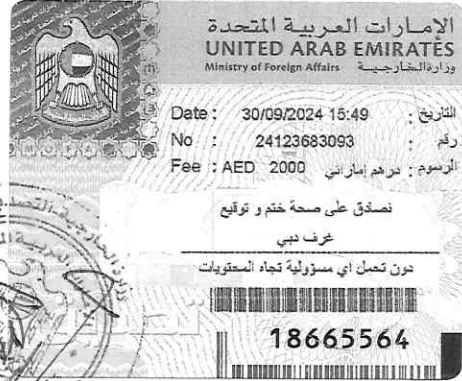 الإمارات العربية المتحدة
UNITED ARAB EMIRATES
Ministry of Foreign Affairs وزارة الخارجية
Date : 30/09/2024 15:49 التاريخ :
No : 24123683093 رقم :
Fee : AED 2000 الرسوم : درهم إماراتي
نصادق على صحة ختم و توقيع
غرف دبي
دون تحمل اي مسؤولية تجاه المحتويات
18665564